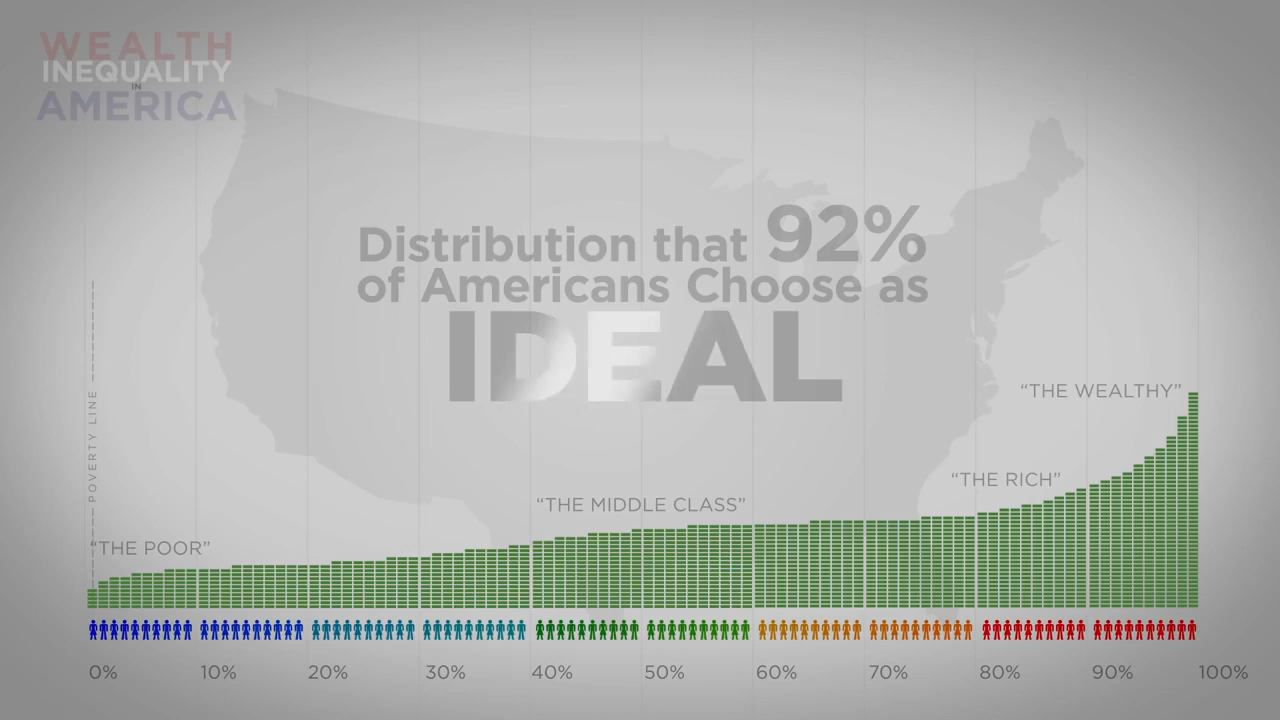 WEALTH
INEQUALITY
IN
AMERICA
Distribution that 92%
of Americans Choose as
IDEAL
POVERTY LINE
“THE POOR”
“THE MIDDLE CLASS”
“THE RICH”
“THE WEALTHY”
0% 10% 20% 30% 40% 50% 60% 70% 80% 90% 100%